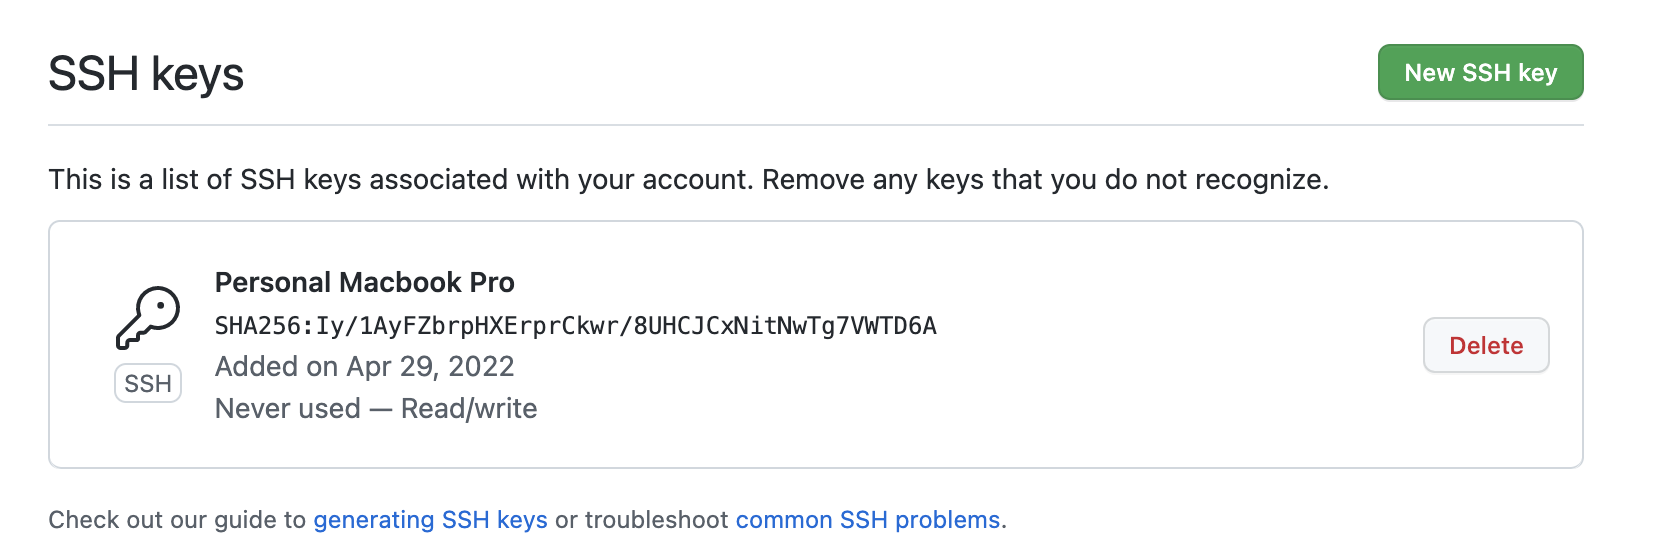 SSH keys
New SSH key
This is a list of SSH keys associated with your account. Remove any keys that you do not recognize.
Personal Macbook Pro
SHA256:Iy/1AyFZbrpHXErprCkwr/8UHCJCxNitNwTg7VWTD6A
SSH
Added on Apr 29, 2022
Never used — Read/write
Delete
Check out our guide to generating SSH keys or troubleshoot common SSH problems.